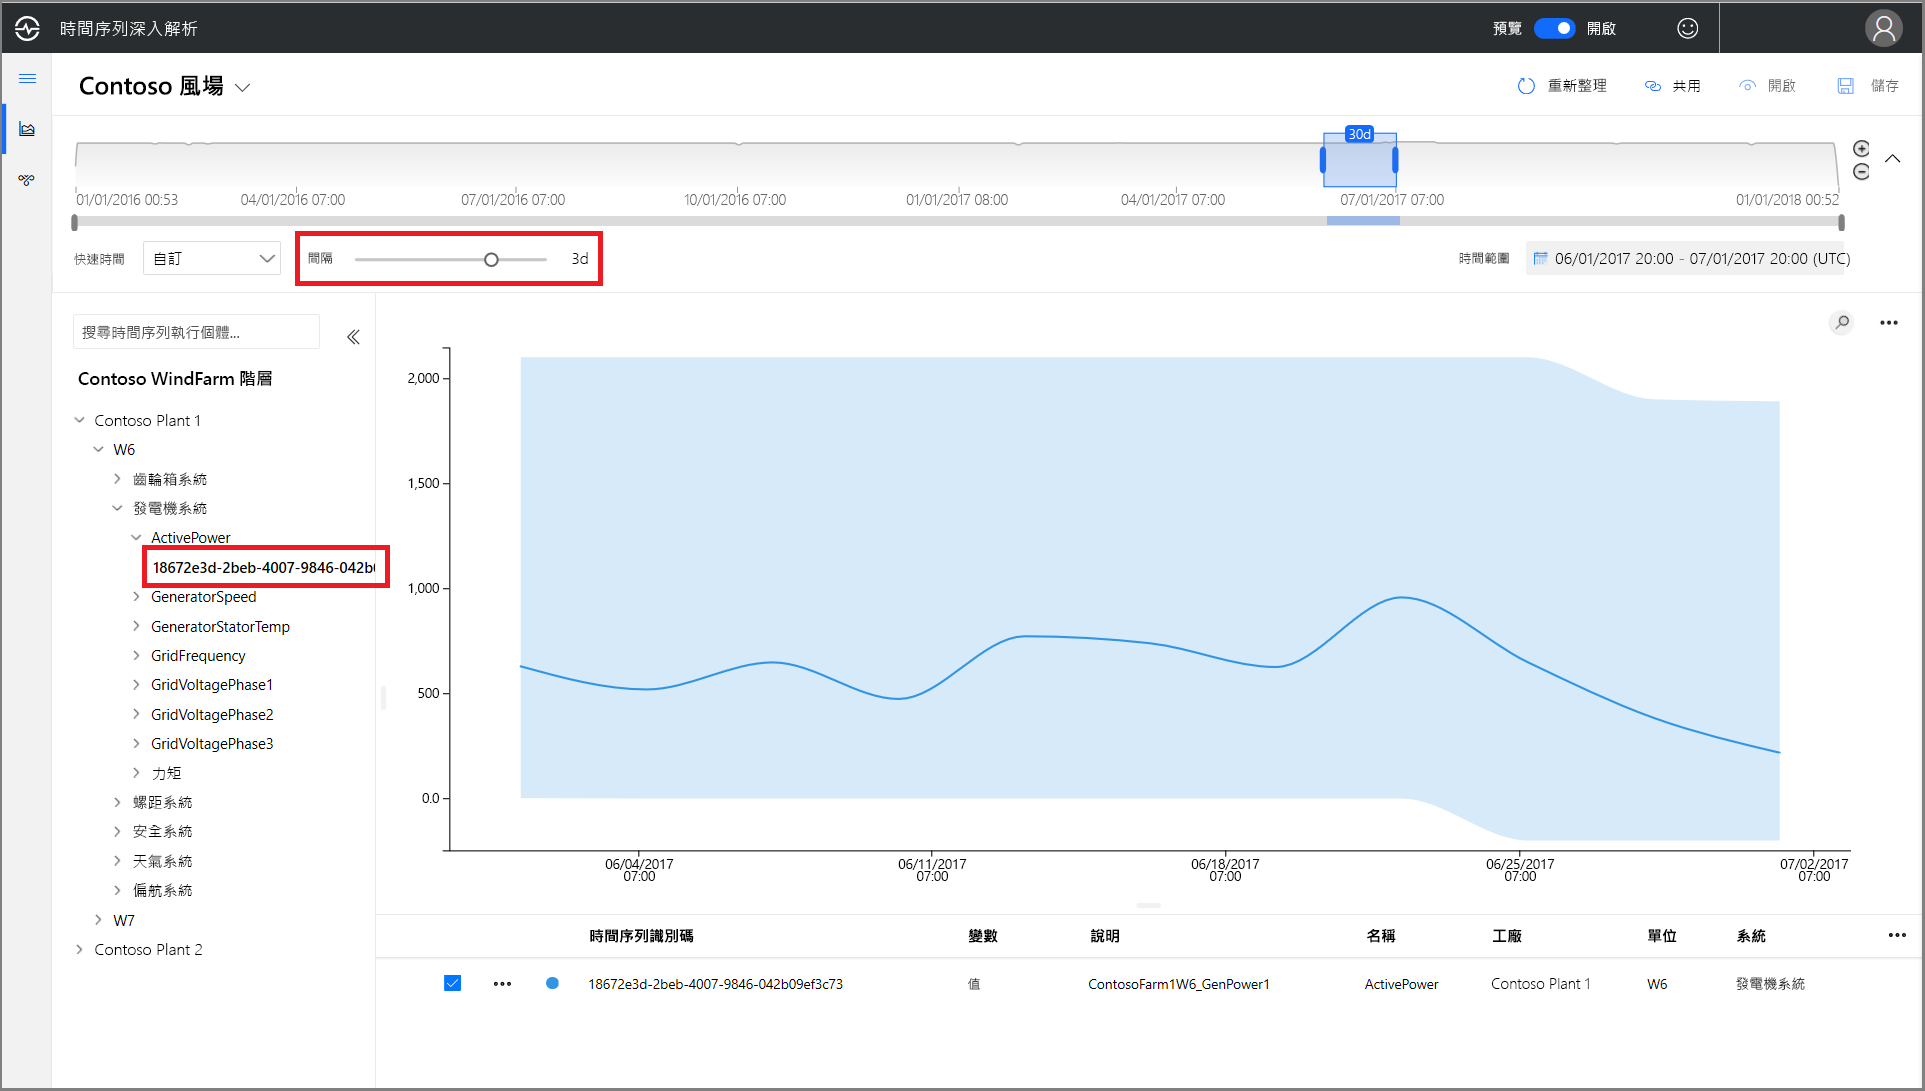 時間序列深入解析
預覽 開啟
Contoso 風場
重新整理 共用 開啟 儲存
30d
01/01/2016 00:53 04/01/2016 07:00 07/01/2016 07:00 10/01/2016 07:00 01/01/2017 08:00 04/01/2017 07:00 07/01/2017 07:00 01/01/2018 00:52
快速時間 自訂 間隔 3d 時間範圍 06/01/2017 20:00 - 07/01/2017 20:00 (UTC)
搜尋時間序列執行個體...
Contoso WindFarm 階層
Contoso Plant 1
W6
齒輪箱系統
發電機系統
ActivePower
18672e3d-2beb-4007-9846-042b
GeneratorSpeed
GeneratorStatorTemp
GridFrequency
GridVoltagePhase1
GridVoltagePhase2
GridVoltagePhase3
力矩
螺距系統
安全系統
天氣系統
偏航系統
W7
Contoso Plant 2
2,000
1,500
1,000
500
0.0
06/04/2017 06/11/2017 06/18/2017 06/25/2017 07/02/2017
07:00 07:00 07:00 07:00 07:00
時間序列識別碼 變數 說明 名稱 工廠 單位 系統
18672e3d-2beb-4007-9846-042b09ef3c73 值 ContosoFarm1W6_GenPower1 ActivePower Contoso Plant 1 W6 發電機系統